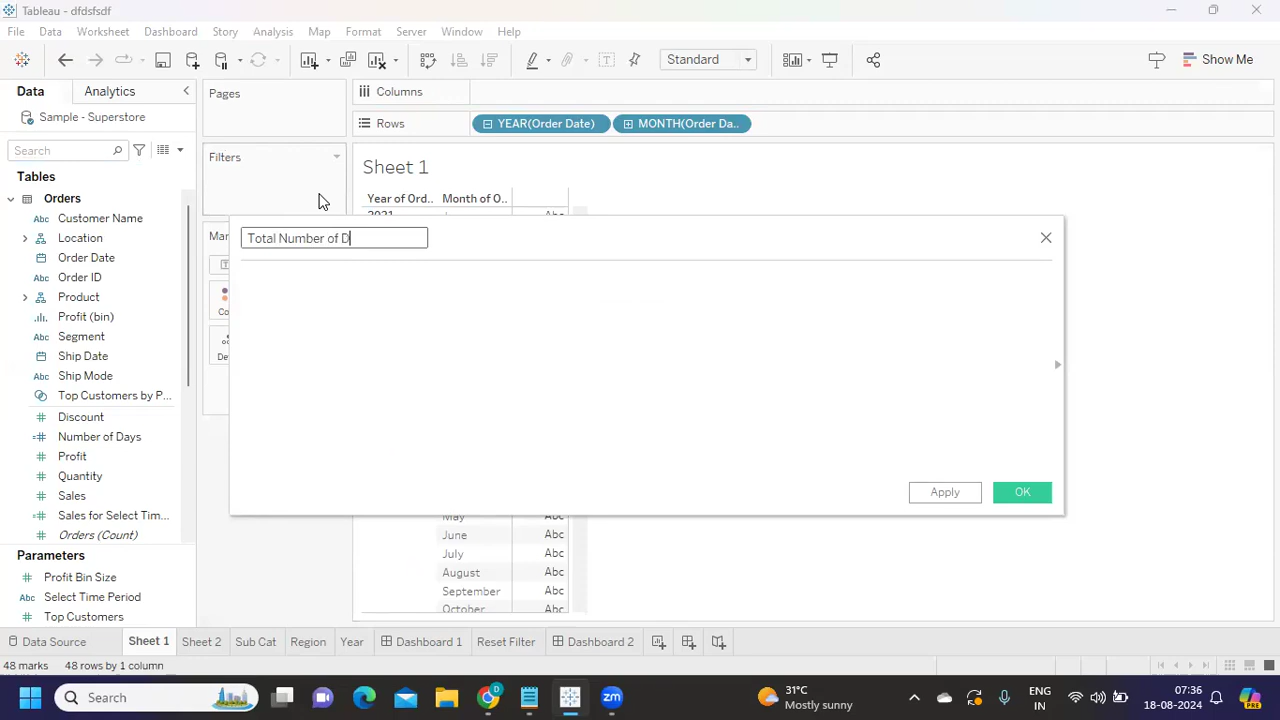 Tableau - dfdsfsdf
File Data Worksheet Dashboard Story Analysis Map Format Server Window Help
Standard
Show Me
Data Analytics
Pages
Columns
Sample - Superstore
Rows
YEAR(Order Date) MONTH(Order Da..
Search
Filters
Sheet 1
Tables
Orders
Year of Ord.. Month of O..
Abc Customer Name
Location
Total Number of D
Order Date
Order ID
Product
Profit (bin)
Segment
Ship Date
Abc Ship Mode
Top Customers by P...
Discount
Number of Days
Profit
Quantity
Sales
Apply OK
Sales for Select Tim...
May Abc
Orders (Count)
June Abc
Parameters
July Abc
Profit Bin Size
August Abc
Abc Select Time Period
September Abc
Top Customers
October Abc
Data Source Sheet 1 Sheet 2 Sub Cat Region Year Dashboard 1 Reset Filter Dashboard 2
48 marks 48 rows by 1 column
Search
31°C
Mostly sunny
ENG
IN
07:36
18-08-2024